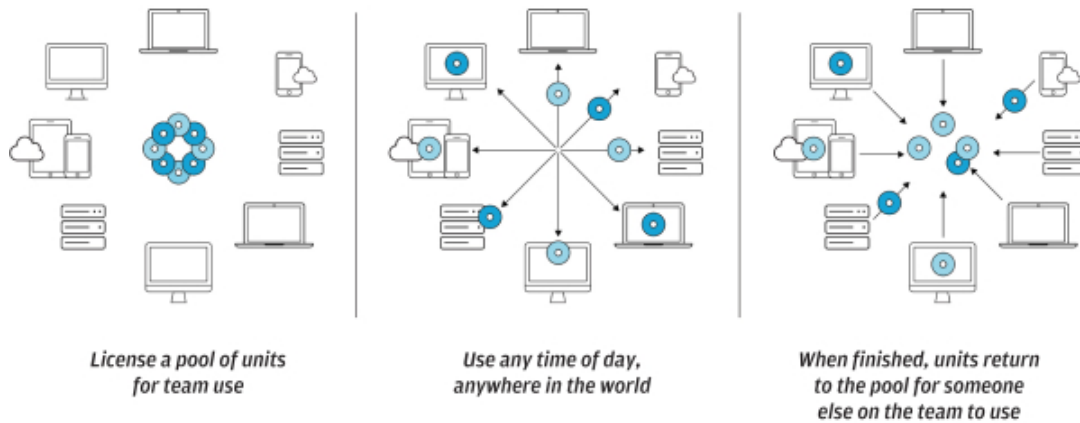 License a pool of units
for team use
Use any time of day,
anywhere in the world
When finished, units return
to the pool for someone
else on the team to use